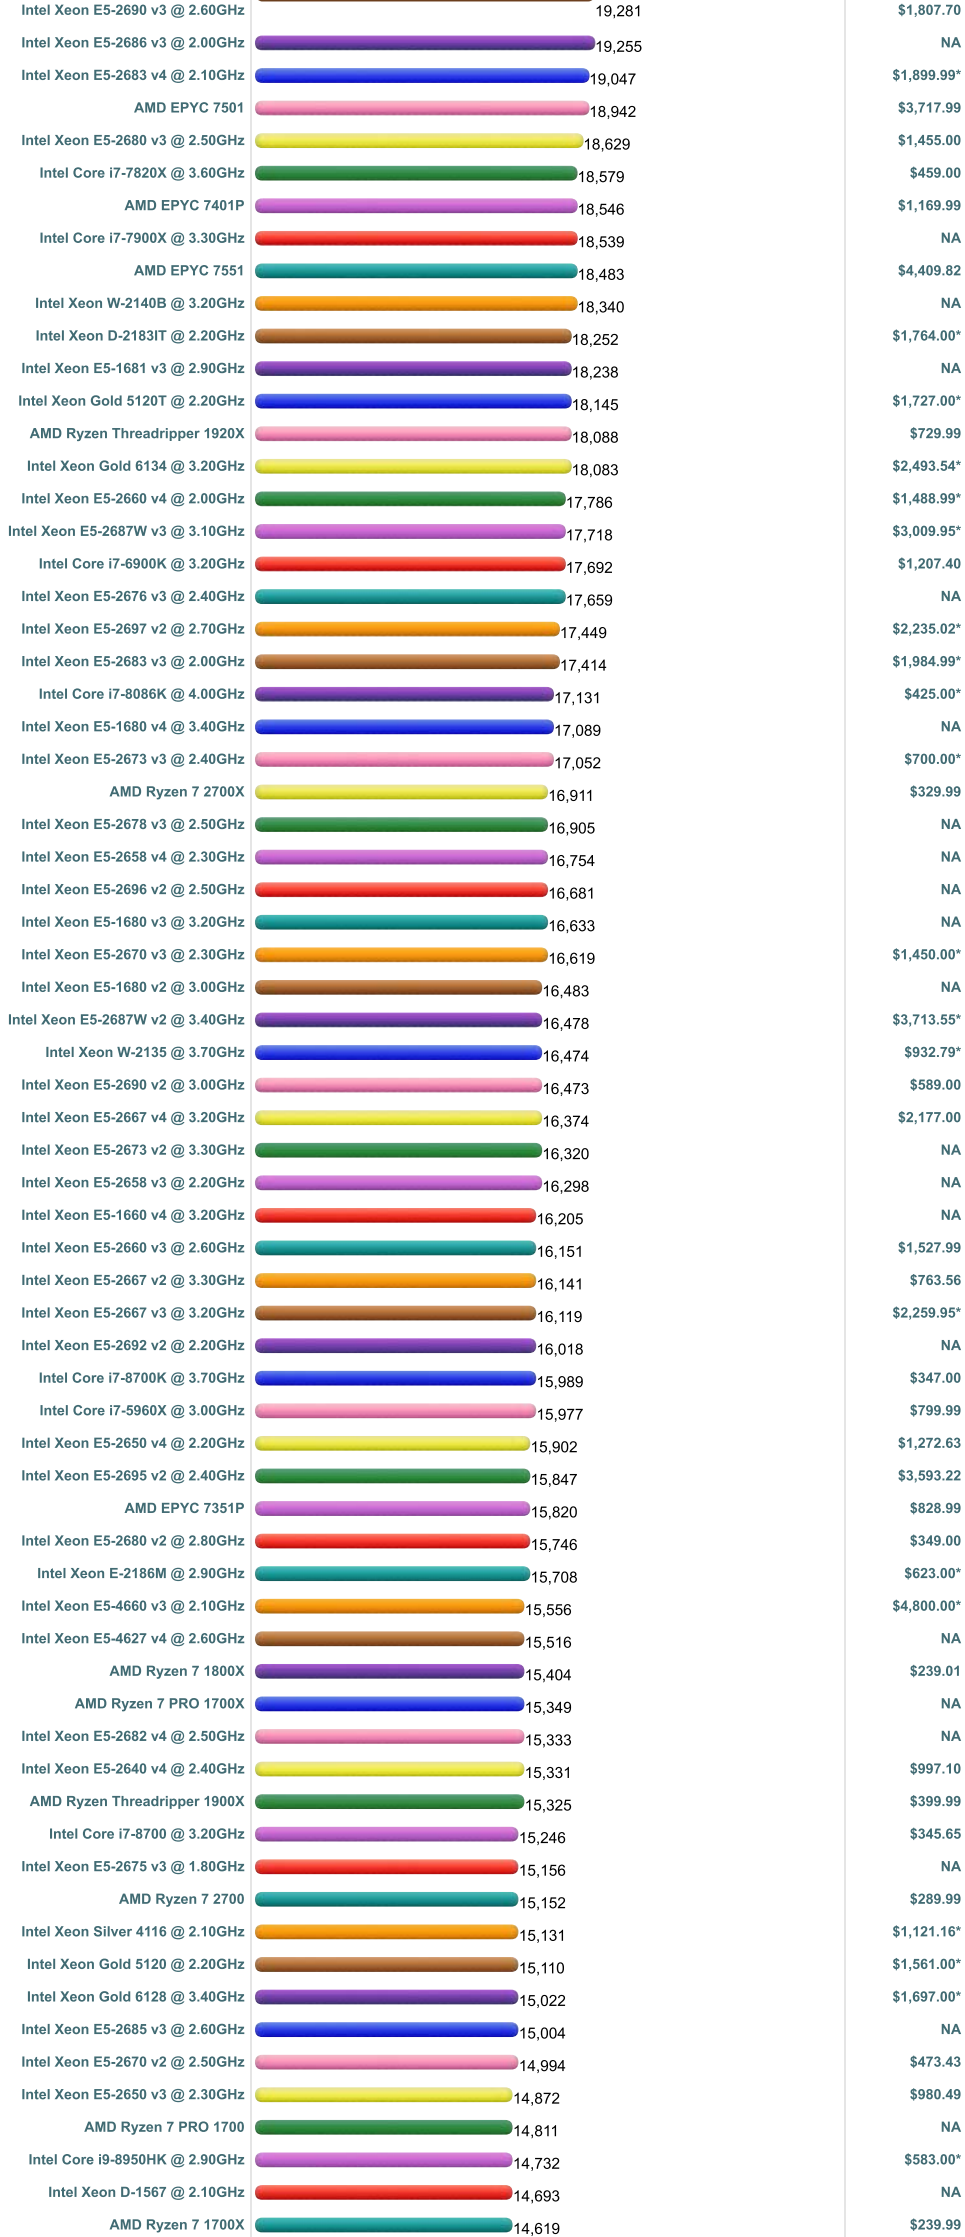 Intel Xeon E5-2690 v3 @ 2.60GHz 19,281 $1,807.70
Intel Xeon E5-2686 v3 @ 2.00GHz 19,255 NA
Intel Xeon E5-2683 v4 @ 2.10GHz 19,047 $1,899.99*
AMD EPYC 7501 18,942 $3,717.99
Intel Xeon E5-2680 v3 @ 2.50GHz 18,629 $1,455.00
Intel Core i7-7820X @ 3.60GHz 18,579 $459.00
AMD EPYC 7401P 18,546 $1,169.99
Intel Core i7-7900X @ 3.30GHz 18,539 NA
AMD EPYC 7551 18,483 $4,409.82
Intel Xeon W-2140B @ 3.20GHz 18,340 NA
Intel Xeon D-2183IT @ 2.20GHz 18,252 $1,764.00*
Intel Xeon E5-1681 v3 @ 2.90GHz 18,238 NA
Intel Xeon Gold 5120T @ 2.20GHz 18,145 $1,727.00*
AMD Ryzen Threadripper 1920X 18,088 $729.99
Intel Xeon Gold 6134 @ 3.20GHz 18,083 $2,493.54*
Intel Xeon E5-2660 v4 @ 2.00GHz 17,786 $1,488.99*
Intel Xeon E5-2687W v3 @ 3.10GHz 17,718 $3,009.95*
Intel Core i7-6900K @ 3.20GHz 17,692 $1,207.40
Intel Xeon E5-2676 v3 @ 2.40GHz 17,659 NA
Intel Xeon E5-2697 v2 @ 2.70GHz 17,449 $2,235.02*
Intel Xeon E5-2683 v3 @ 2.00GHz 17,414 $1,984.99*
Intel Core i7-8086K @ 4.00GHz 17,131 $425.00*
Intel Xeon E5-1680 v4 @ 3.40GHz 17,089 NA
Intel Xeon E5-2673 v3 @ 2.40GHz 17,052 $700.00*
AMD Ryzen 7 2700X 16,911 $329.99
Intel Xeon E5-2678 v3 @ 2.50GHz 16,905 NA
Intel Xeon E5-2658 v4 @ 2.30GHz 16,754 NA
Intel Xeon E5-2696 v2 @ 2.50GHz 16,681 NA
Intel Xeon E5-1680 v3 @ 3.20GHz 16,633 NA
Intel Xeon E5-2670 v3 @ 2.30GHz 16,619 $1,450.00*
Intel Xeon E5-1680 v2 @ 3.00GHz 16,483 NA
Intel Xeon E5-2687W v2 @ 3.40GHz 16,478 $3,713.55*
Intel Xeon W-2135 @ 3.70GHz 16,474 $932.79*
Intel Xeon E5-2690 v2 @ 3.00GHz 16,473 $589.00
Intel Xeon E5-2667 v4 @ 3.20GHz 16,374 $2,177.00
Intel Xeon E5-2673 v2 @ 3.30GHz 16,320 NA
Intel Xeon E5-2658 v3 @ 2.20GHz 16,298 NA
Intel Xeon E5-1660 v4 @ 3.20GHz 16,205 NA
Intel Xeon E5-2660 v3 @ 2.60GHz 16,151 $1,527.99
Intel Xeon E5-2667 v2 @ 3.30GHz 16,141 $763.56
Intel Xeon E5-2667 v3 @ 3.20GHz 16,119 $2,259.95*
Intel Xeon E5-2692 v2 @ 2.20GHz 16,018 NA
Intel Core i7-8700K @ 3.70GHz 15,989 $347.00
Intel Core i7-5960X @ 3.00GHz 15,977 $799.99
Intel Xeon E5-2650 v4 @ 2.20GHz 15,902 $1,272.63
Intel Xeon E5-2695 v2 @ 2.40GHz 15,847 $3,593.22
AMD EPYC 7351P 15,820 $828.99
Intel Xeon E5-2680 v2 @ 2.80GHz 15,746 $349.00
Intel Xeon E-2186M @ 2.90GHz 15,708 $623.00*
Intel Xeon E5-4660 v3 @ 2.10GHz 15,556 $4,800.00*
Intel Xeon E5-4627 v4 @ 2.60GHz 15,516 NA
AMD Ryzen 7 1800X 15,404 $239.01
AMD Ryzen 7 PRO 1700X 15,349 NA
Intel Xeon E5-2682 v4 @ 2.50GHz 15,333 NA
Intel Xeon E5-2640 v4 @ 2.40GHz 15,331 $997.10
AMD Ryzen Threadripper 1900X 15,325 $399.99
Intel Core i7-8700 @ 3.20GHz 15,246 $345.65
Intel Xeon E5-2675 v3 @ 1.80GHz 15,156 NA
AMD Ryzen 7 2700 15,152 $289.99
Intel Xeon Silver 4116 @ 2.10GHz 15,131 $1,121.16*
Intel Xeon Gold 5120 @ 2.20GHz 15,110 $1,561.00*
Intel Xeon Gold 6128 @ 3.40GHz 15,022 $1,697.00*
Intel Xeon E5-2685 v3 @ 2.60GHz 15,004 NA
Intel Xeon E5-2670 v2 @ 2.50GHz 14,994 $473.43
Intel Xeon E5-2650 v3 @ 2.30GHz 14,872 $980.49
AMD Ryzen 7 PRO 1700 14,811 NA
Intel Core i9-8950HK @ 2.90GHz 14,732 $583.00*
Intel Xeon D-1567 @ 2.10GHz 14,693 NA
AMD Ryzen 7 1700X 14,619 $239.99